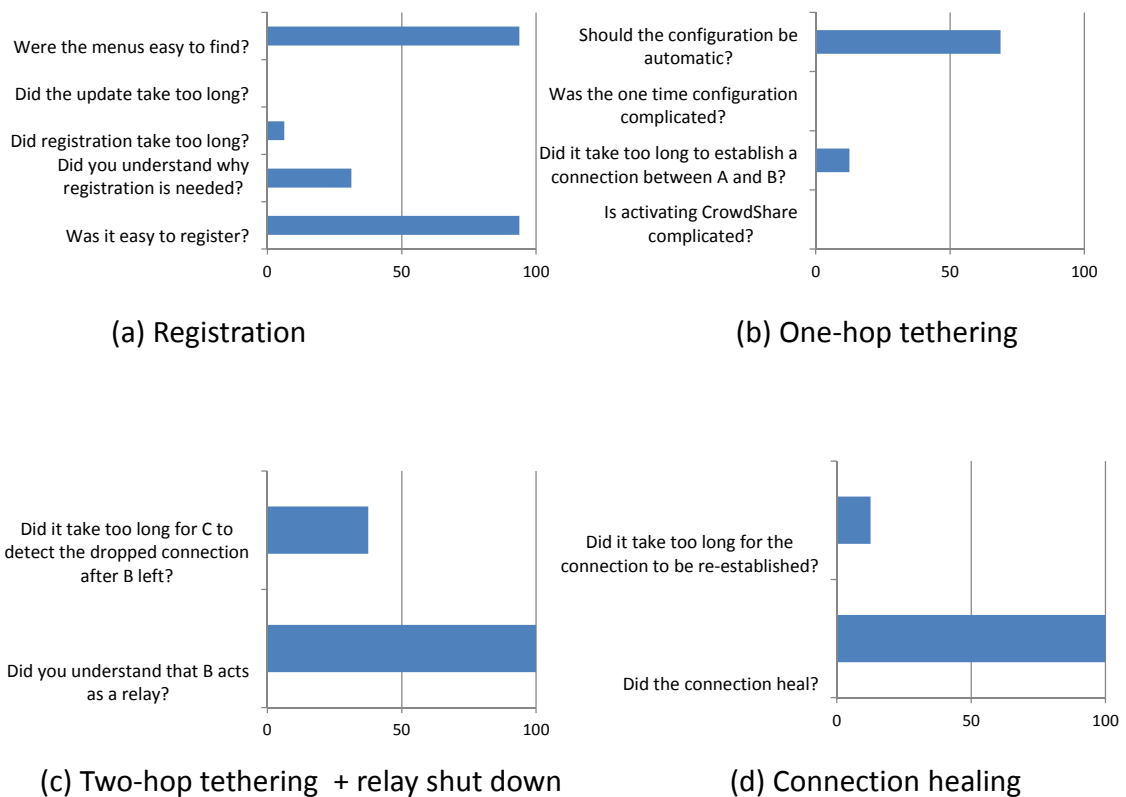 Were the menus easy to find?
Did the update take too long?
Did registration take too long?
Did you understand why
registration is needed?
Was it easy to register?
0
50
100
(a) Registration
Should the configuration be
automatic?
Was the one time configuration
complicated?
Did it take too long to establish a
connection between A and B?
Is activating CrowdShare
complicated?
0
50
100
(b) One-hop tethering
Did it take too long for C to
detect the dropped connection
after B left?
Did you understand that B acts
as a relay?
0
50
100
(c) Two-hop tethering + relay shut down
Did it take too long for the
connection to be re-established?
Did the connection heal?
0
50
100
(d) Connection healing